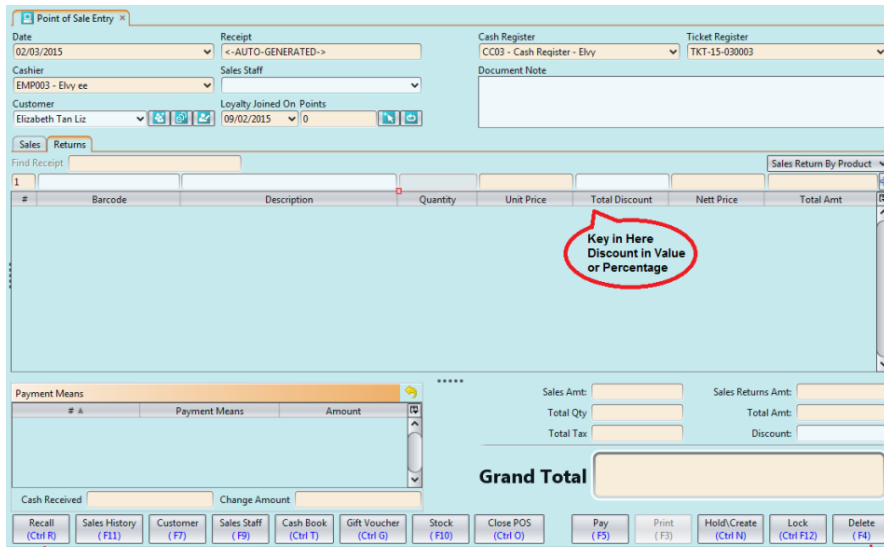 Point of Sale Entry ×
Date Receipt Cash Register Ticket Register
02/03/2015 <-AUTO-GENERATED-> CC03 - Cash Register - Elvy TKT-15-030003
Cashier Sales Staff Document Note
EMP003 - Elvy ee
Customer Loyalty Joined On Points
Elizabeth Tan Liz 09/02/2015 0
Sales Returns
Find Receipt Sales Return By Product
1
# Barcode Description Quantity Unit Price Total Discount Nett Price Total Amt
Key in Here
Discount in Value
or Percentage
Payment Means Sales Amt: Sales Returns Amt:
# Payment Means Amount Total Qty Total Amt:
Total Tax Discount:
Grand Total
Cash Received Change Amount
Recall Sales History Customer Sales Staff Cash Book Gift Voucher Stock Close POS Pay Print Hold\Create Lock Delete
(Ctrl R) ( F11) ( F7) ( F9) (Ctrl T) (Ctrl G) ( F10) (Ctrl O) ( F5) ( F3) (Ctrl N) (Ctrl F12) ( F4)